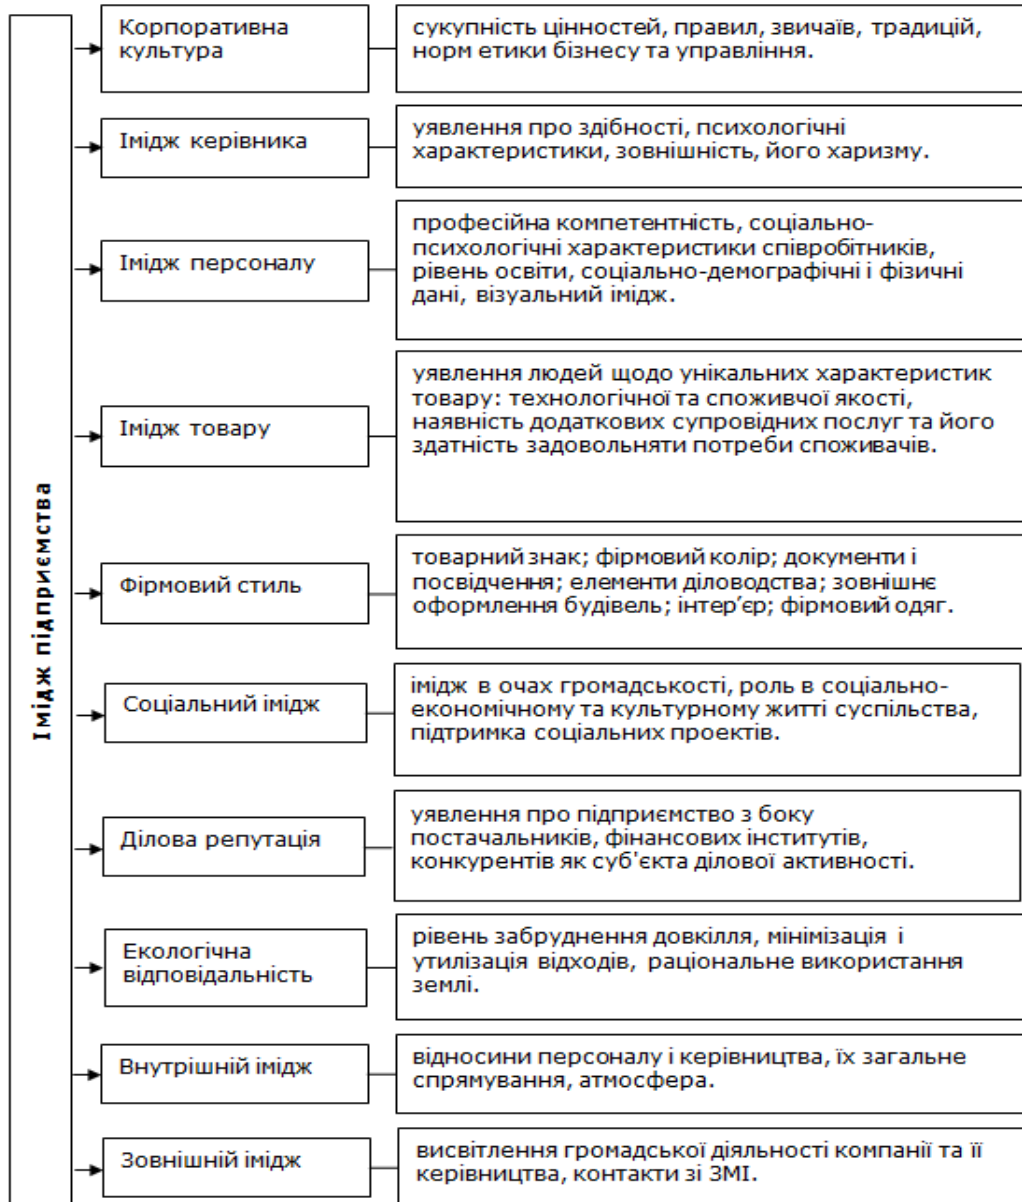 Імідж підприємства
Корпоративна
культура
сукупність цінностей, правил, звичаїв, традицій,
норм етики бізнесу та управління.
Імідж керівника
уявлення про здібності, психологічні
характеристики, зовнішність, його харизму.
Імідж персоналу
професійна компетентність, соціально-
психологічні характеристики співробітників,
рівень освіти, соціально-демографічні і фізичні
дані, візуальний імідж.
Імідж товару
уявлення людей щодо унікальних характеристик
товару: технологічної та споживчої якості,
наявність додаткових супровідних послуг та його
здатність задовольняти потреби споживачів.
Фірмовий стиль
товарний знак; фірмовий колір; документи і
посвідчення; елементи діловодства; зовнішнє
оформлення будівель; інтер’єр; фірмовий одяг.
Соціальний імідж
імідж в очах громадськості, роль в соціально-
економічному та культурному житті суспільства,
підтримка соціальних проектів.
Ділова репутація
уявлення про підприємство з боку
постачальників, фінансових інститутів,
конкурентів як суб'єкта ділової активності.
Екологічна
відповідальність
рівень забруднення довкілля, мінімізація і
утилізація відходів, раціональне використання
землі.
Внутрішній імідж
відносини персоналу і керівництва, їх загальне
спрямування, атмосфера.
Зовнішній імідж
висвітлення громадської діяльності компанії та її
керівництва, контакти зі ЗМІ.